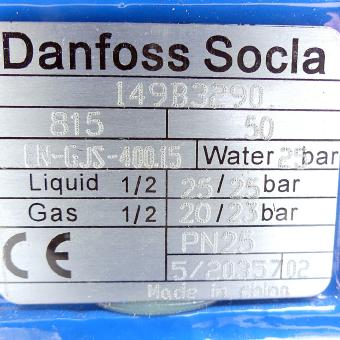 Danfoss Socla
149B3290
815 50
EN-GJS-400.15 Water 25 bar
Liquid 1/2 25/25 bar
Gas 1/2 20/23 bar
CE PN25
5/2035702
Made in china